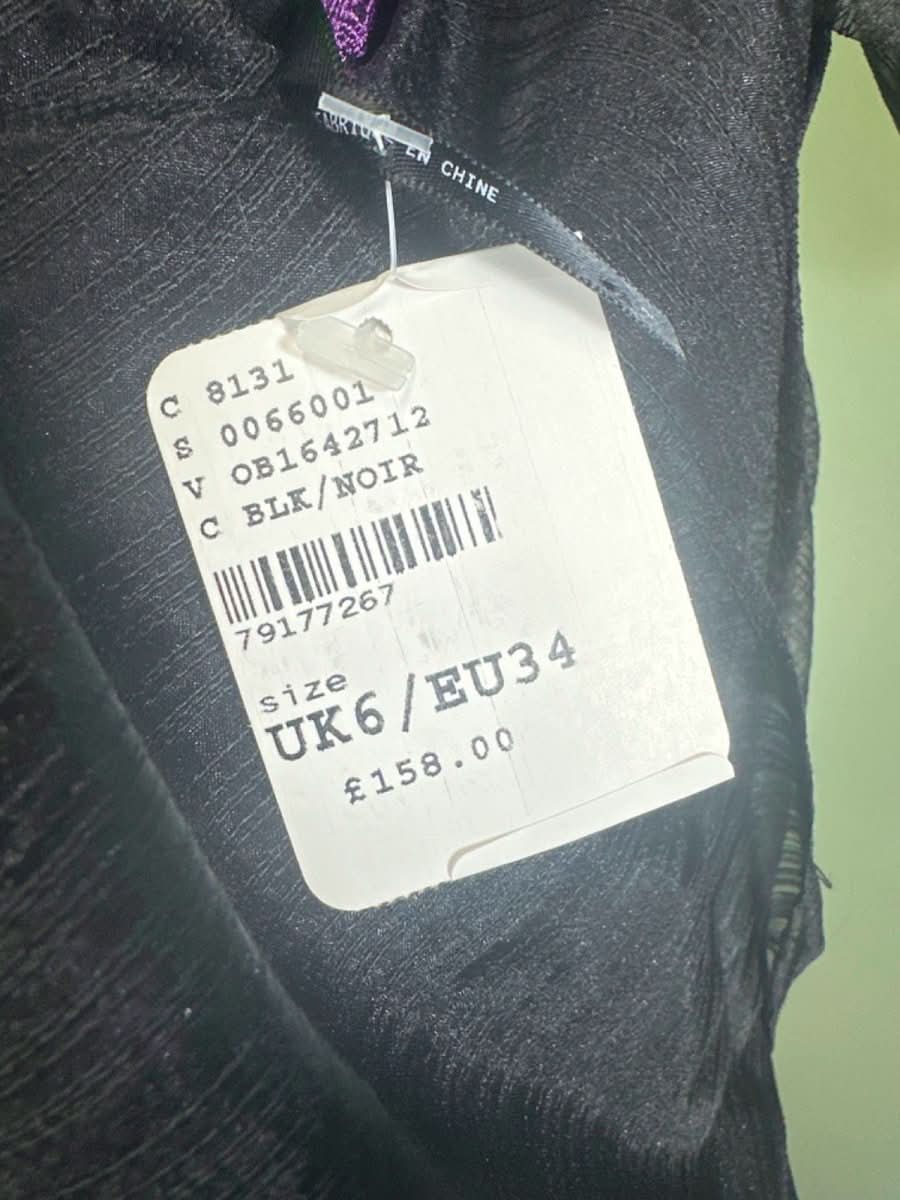 EN CHINE
C 8131
S 0066001
V OB1642712
C BLK/NOIR
79177267
size
UK6/EU34
£158.00